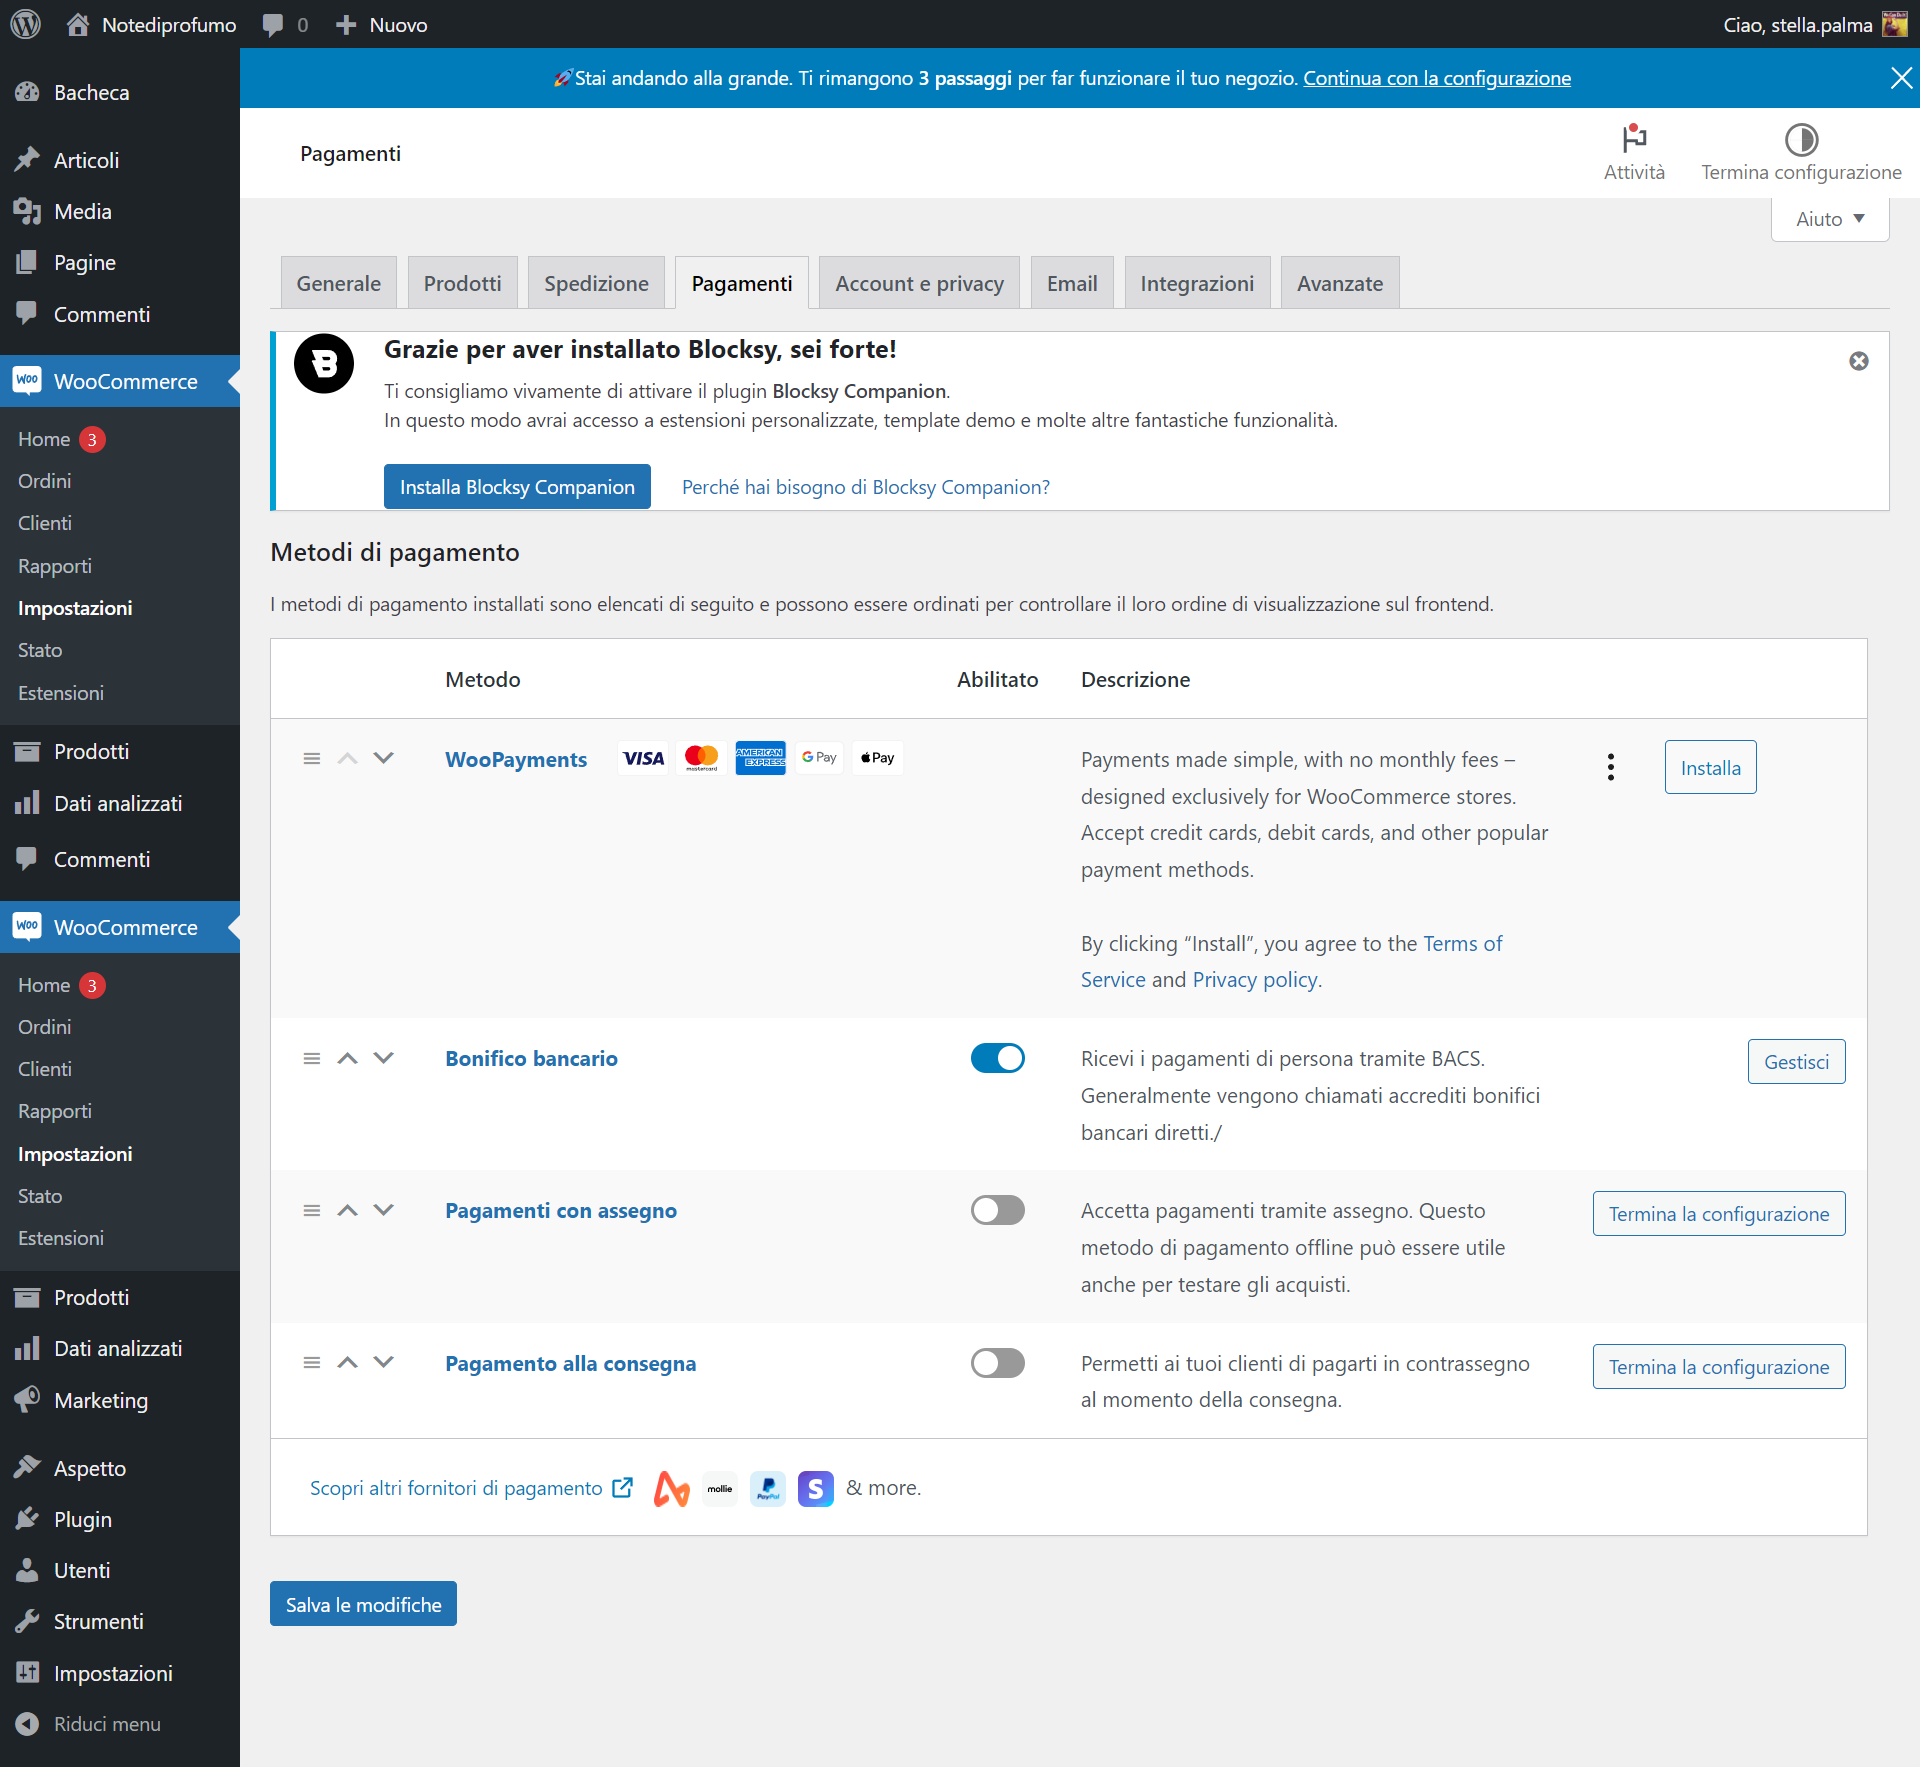 Notediprofumo
0
Nuovo
Ciao, stella.palma
Bacheca
Articoli
Media
Pagine
Commenti
WOO WooCommerce
Home 3
Ordini
Clienti
Rapporti
Impostazioni
Stato
Estensioni
Prodotti
Dati analizzati
Commenti
WOO WooCommerce
Home 3
Ordini
Clienti
Rapporti
Impostazioni
Stato
Estensioni
Prodotti
Dati analizzati
Marketing
Aspetto
Plugin
Utenti
Strumenti
Impostazioni
Riduci menu
🚀Stai andando alla grande. Ti rimangono 3 passaggi per far funzionare il tuo negozio. Continua con la configurazione
Pagamenti
Attività
Termina configurazione
Aiuto
Generale
Prodotti
Spedizione
Pagamenti
Account e privacy
Email
Integrazioni
Avanzate
B
Grazie per aver installato Blocksy, sei forte!
Ti consigliamo vivamente di attivare il plugin Blocksy Companion.
In questo modo avrai accesso a estensioni personalizzate, template demo e molte altre fantastiche funzionalità.
Installa Blocksy Companion
Perché hai bisogno di Blocksy Companion?
Metodi di pagamento
I metodi di pagamento installati sono elencati di seguito e possono essere ordinati per controllare il loro ordine di visualizzazione sul frontend.
Metodo
Abilitato
Descrizione
WooPayments
VISA
mastercard
AMERICAN EXPRESS
G Pay
Pay
Payments made simple, with no monthly fees –
designed exclusively for WooCommerce stores.
Accept credit cards, debit cards, and other popular
payment methods.
By clicking “Install”, you agree to the Terms of
Service and Privacy policy.
Installa
Bonifico bancario
Ricevi i pagamenti di persona tramite BACS.
Generalmente vengono chiamati accrediti bonifici
bancari diretti./
Gestisci
Pagamenti con assegno
Accetta pagamenti tramite assegno. Questo
metodo di pagamento offline può essere utile
anche per testare gli acquisti.
Termina la configurazione
Pagamento alla consegna
Permetti ai tuoi clienti di pagarti in contrassegno
al momento della consegna.
Termina la configurazione
Scopri altri fornitori di pagamento
mollie
PayPal
S
& more.
Salva le modifiche